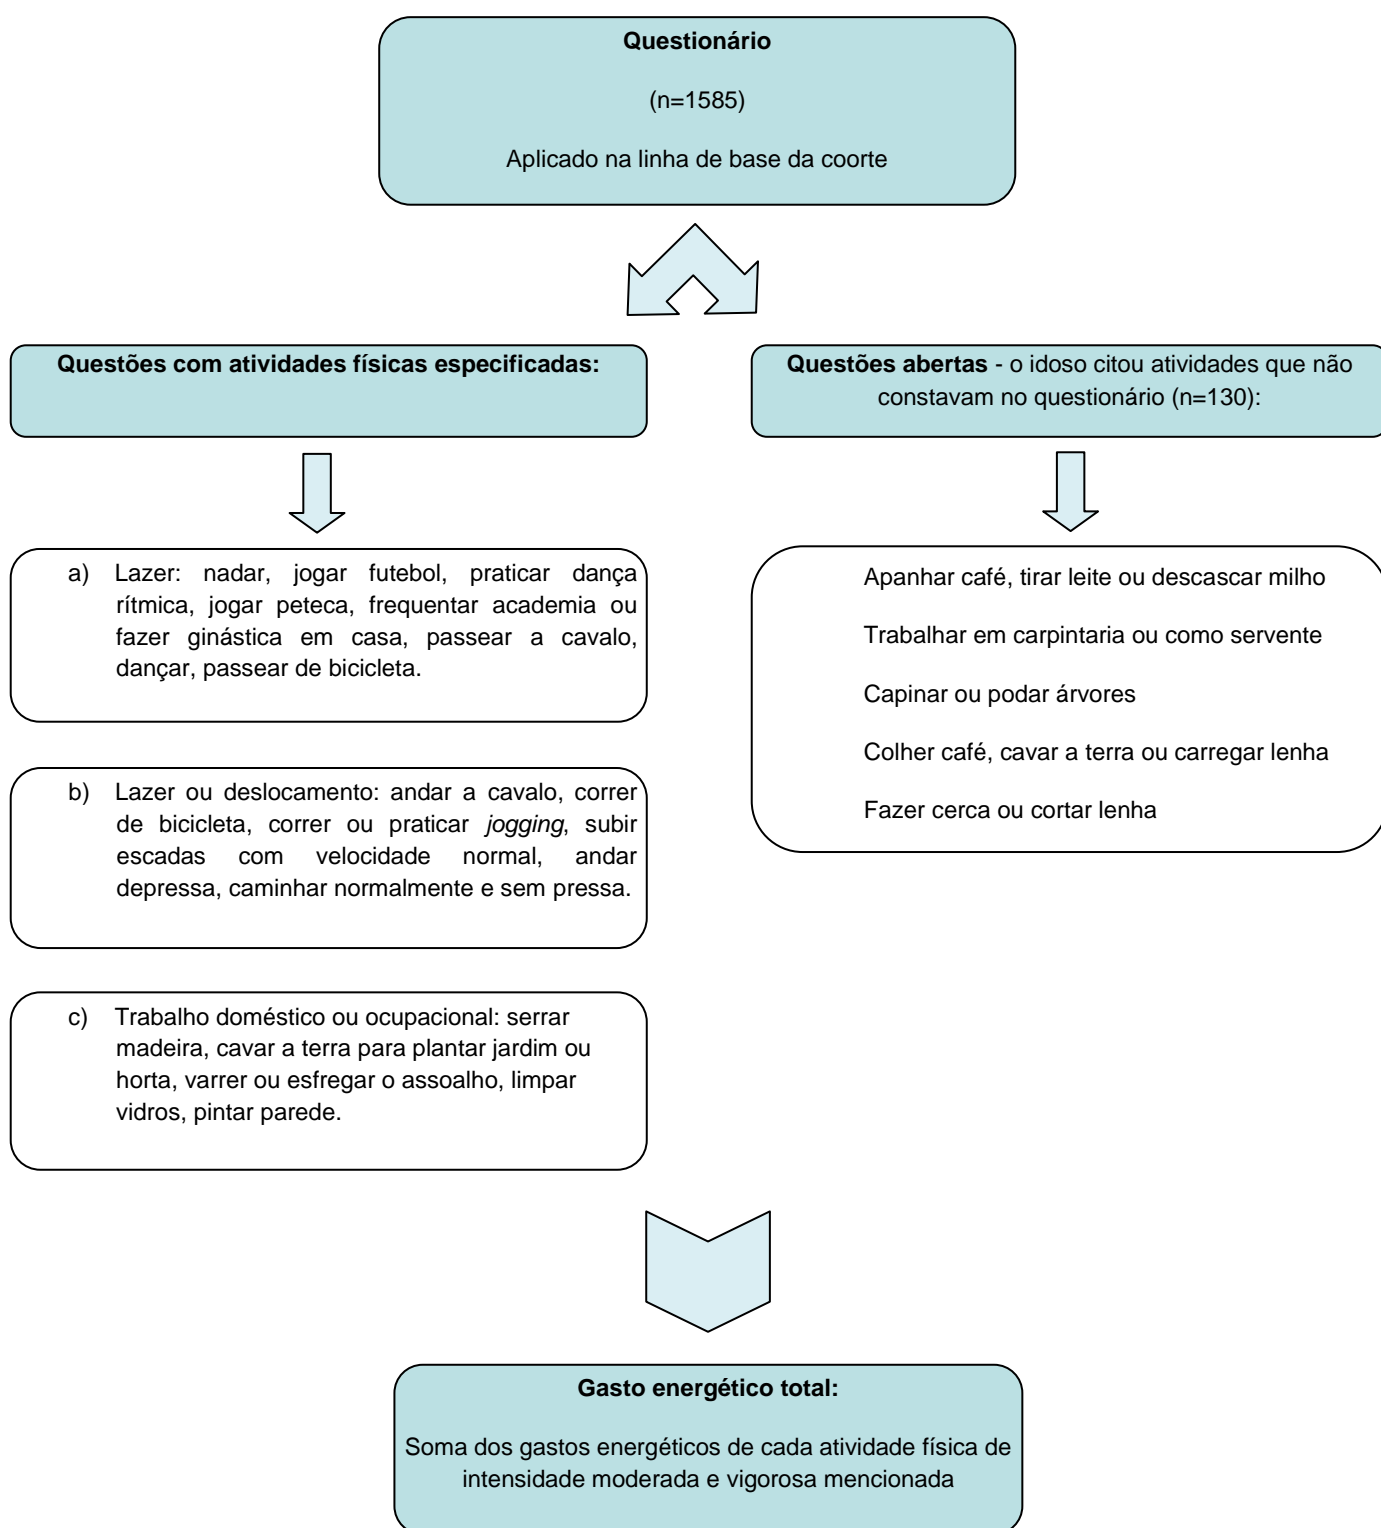 Questionário
(n=1585)
Aplicado na linha de base da coorte
Questões com atividades físicas especificadas:
Questões abertas - o idoso citou atividades que não
constavam no questionário (n=130):
a) Lazer: nadar, jogar futebol, praticar dança
rítmica, jogar peteca, frequentar academia ou
fazer ginástica em casa, passear a cavalo,
dançar, passear de bicicleta.
b) Lazer ou deslocamento: andar a cavalo, correr
de bicicleta, correr ou praticar jogging, subir
escadas com velocidade normal, andar
depressa, caminhar normalmente e sem pressa.
c) Trabalho doméstico ou ocupacional: serrar
madeira, cavar a terra para plantar jardim ou
horta, varrer ou esfregar o assoalho, limpar
vidros, pintar parede.
Apanhar café, tirar leite ou descascar milho
Trabalhar em carpintaria ou como servente
Capinar ou podar árvores
Colher café, cavar a terra ou carregar lenha
Fazer cerca ou cortar lenha
Gasto energético total:
Soma dos gastos energéticos de cada atividade física de
intensidade moderada e vigorosa mencionada